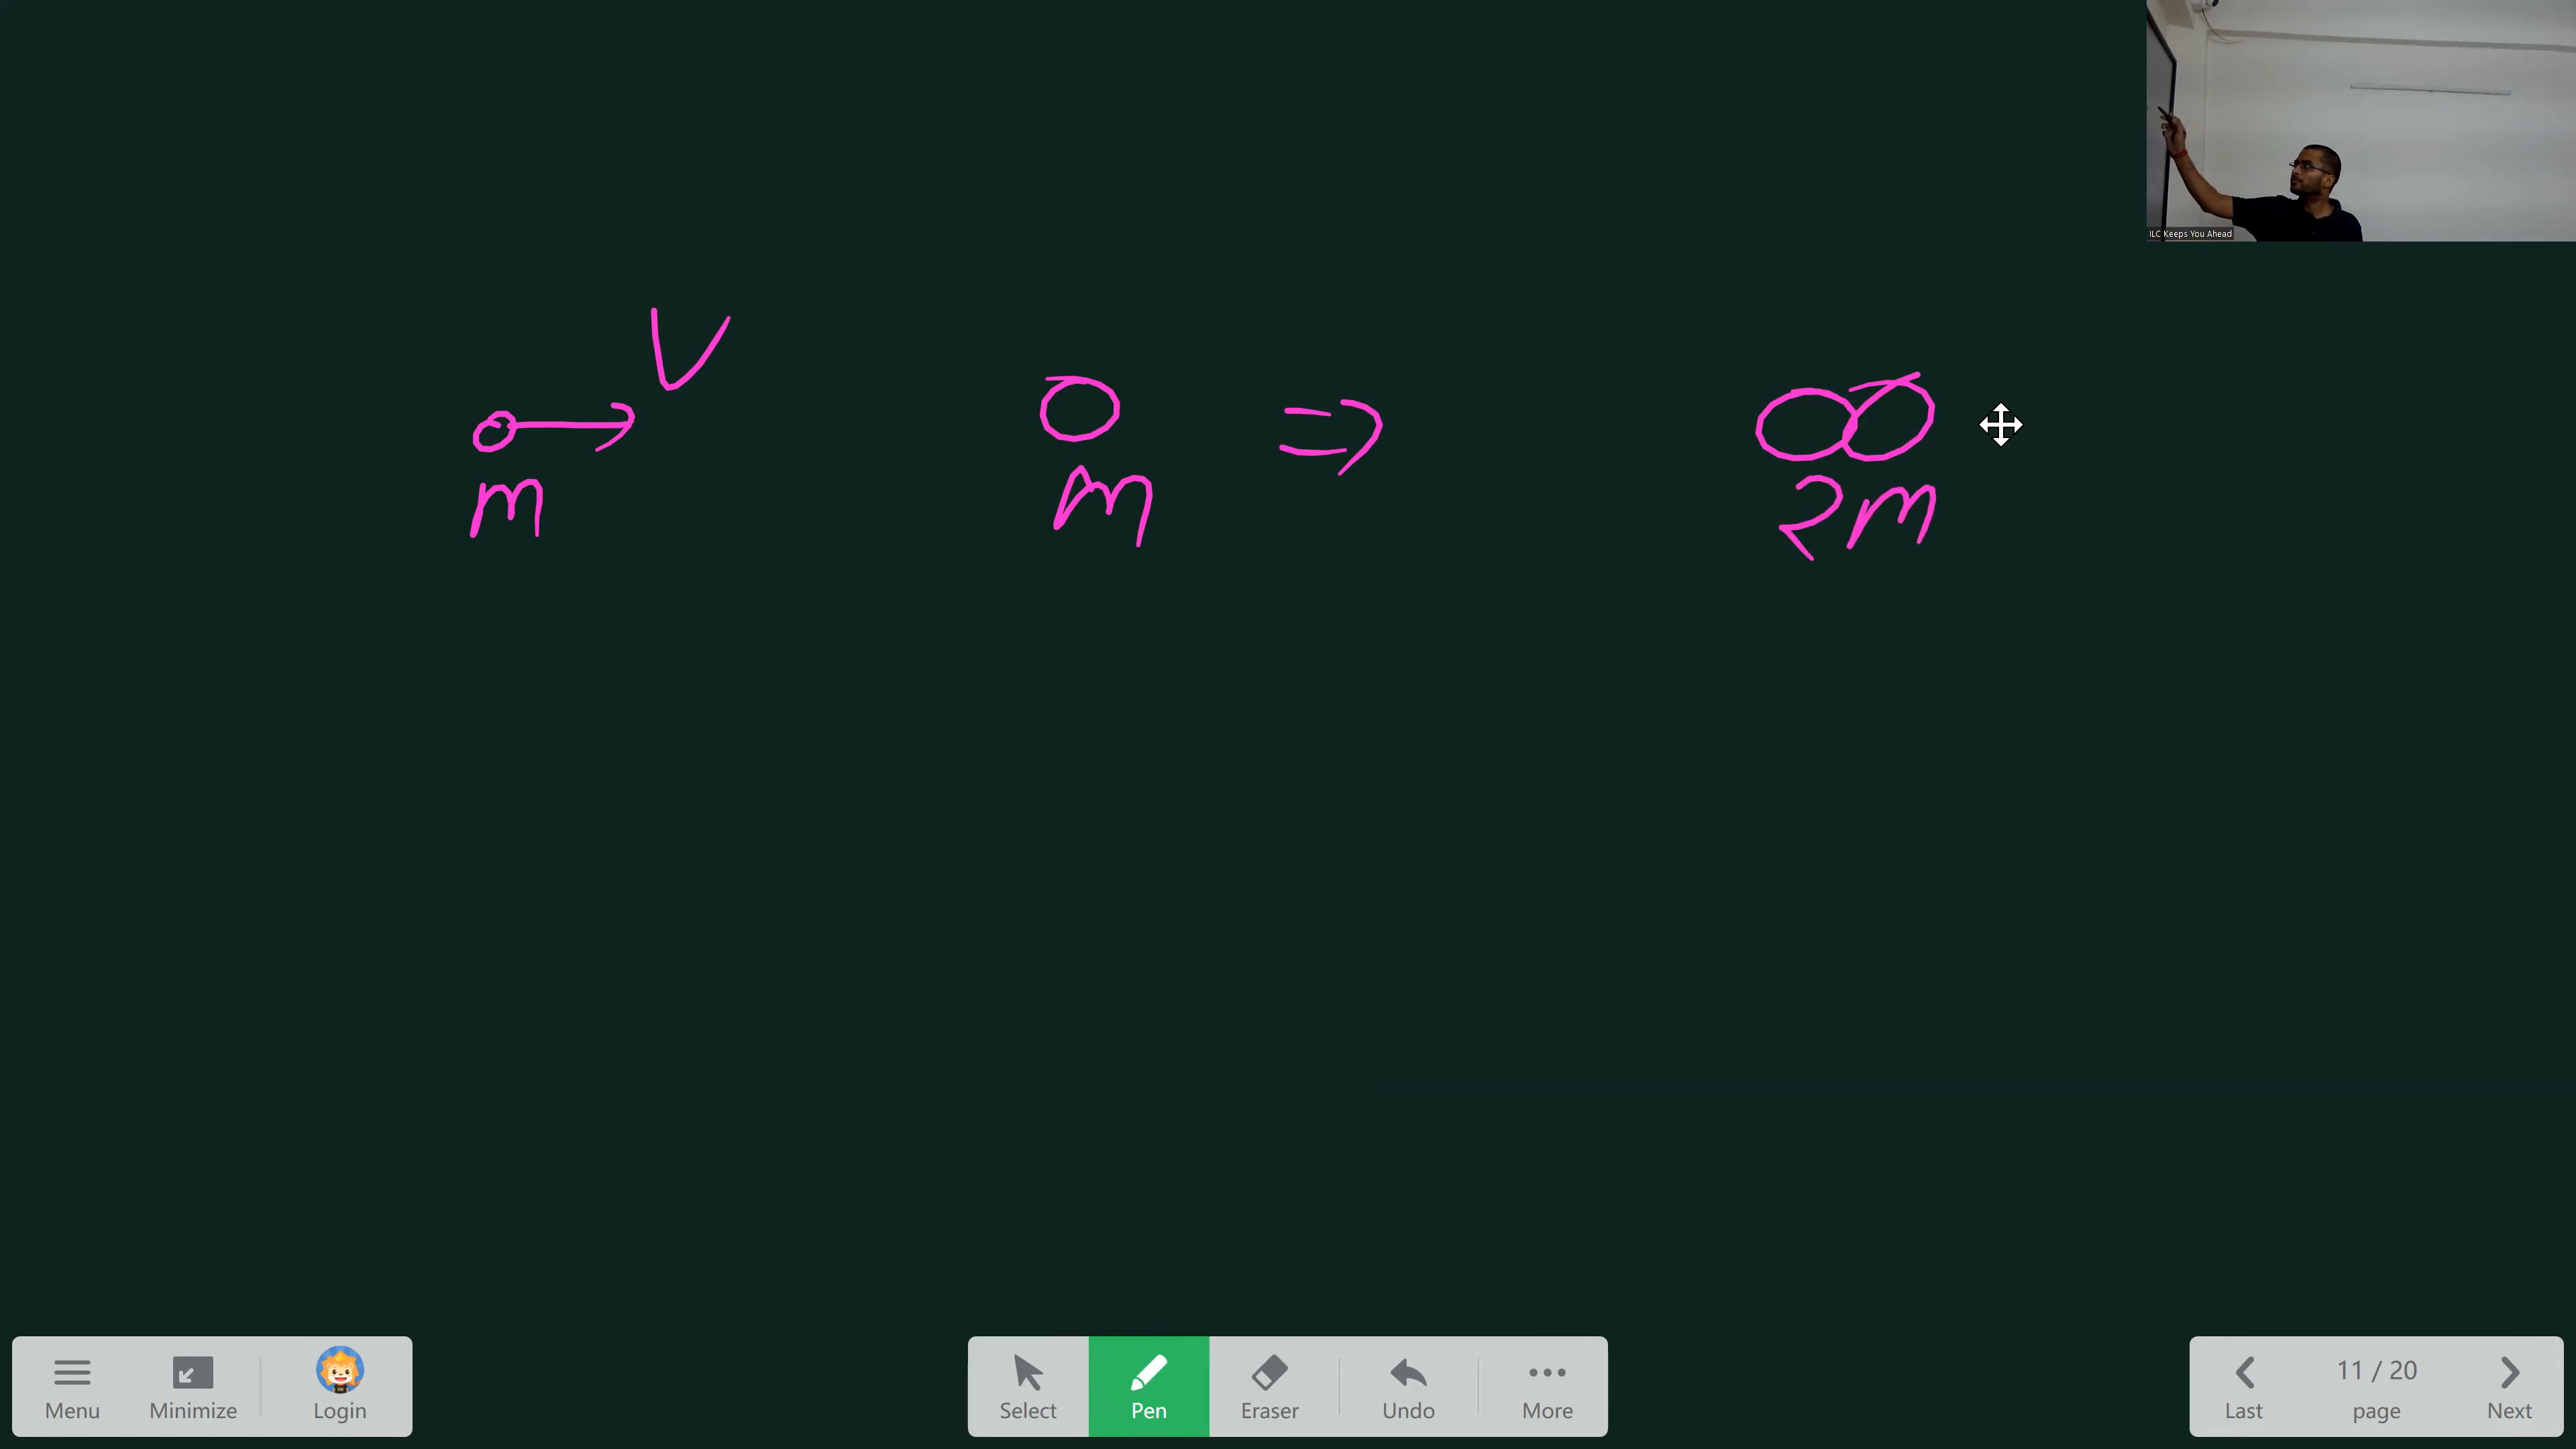 ILC Keeps You Ahead
V
m m ⇒ 2m
Menu Minimize Login Select Pen Eraser Undo More Last 11 / 20 page Next